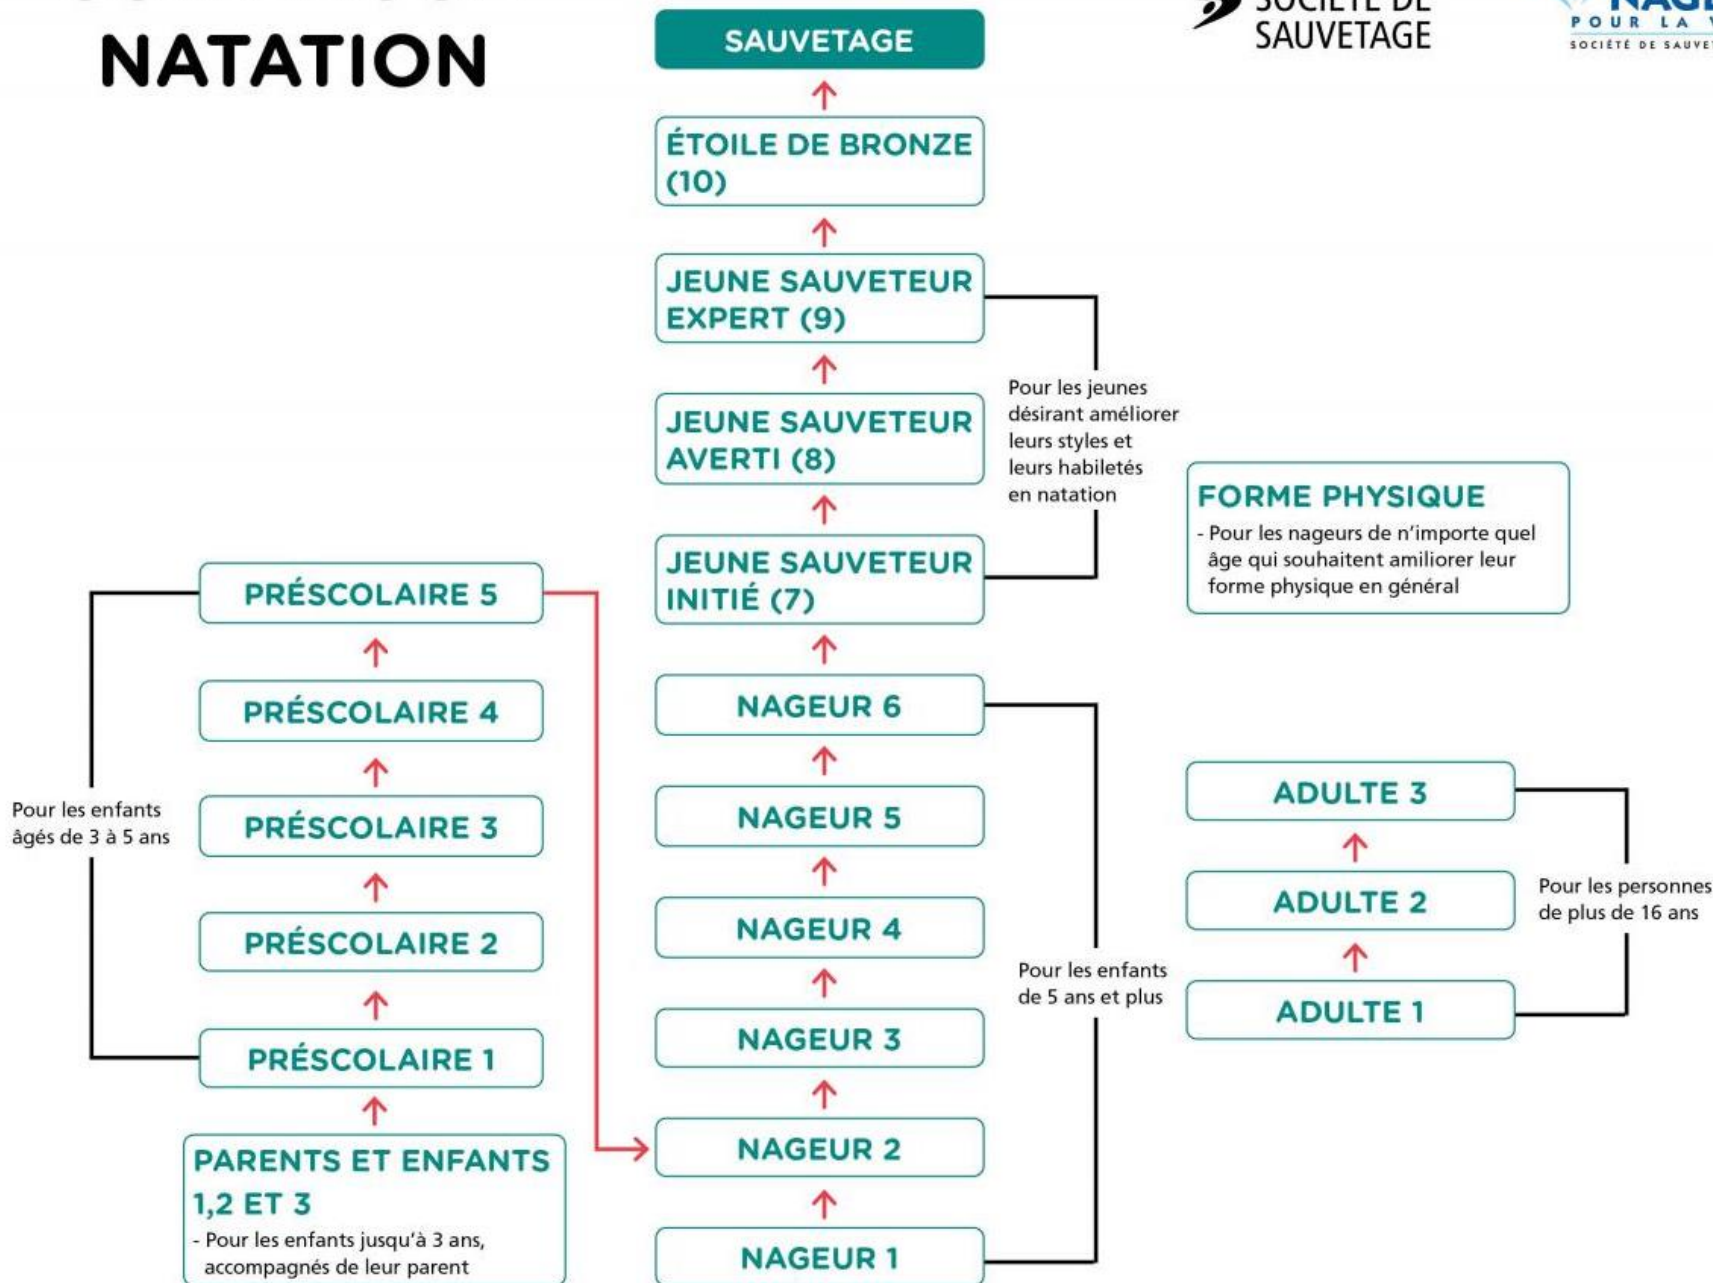 NATATION
SOCIÉTÉ DE
SAUVETAGE
POUR LA
SOCIÉTÉ DE
SAUVETAGE
ÉTOILE DE BRONZE
(10)
JEUNE SAUVETEUR
EXPERT (9)
JEUNE SAUVETEUR
AVERTI (8)
JEUNE SAUVETEUR
INITIÉ (7)
Pour les jeunes
désirant améliorer
leurs styles et
leurs habiletés
en natation
FORME PHYSIQUE
- Pour les nageurs de n'importe quel
âge qui souhaitent amiliorer leur
forme physique en général
PRÉSCOLAIRE 5
PRÉSCOLAIRE 4
PRÉSCOLAIRE 3
PRÉSCOLAIRE 2
PRÉSCOLAIRE 1
Pour les enfants
âgés de 3 à 5 ans
PARENTS ET ENFANTS
1,2 ET 3
- Pour les enfants jusqu'à 3 ans,
accompagnés de leur parent
NAGEUR 6
NAGEUR 5
NAGEUR 4
NAGEUR 3
NAGEUR 2
NAGEUR 1
Pour les enfants
de 5 ans et plus
ADULTE 3
ADULTE 2
ADULTE 1
Pour les personnes
de plus de 16 ans